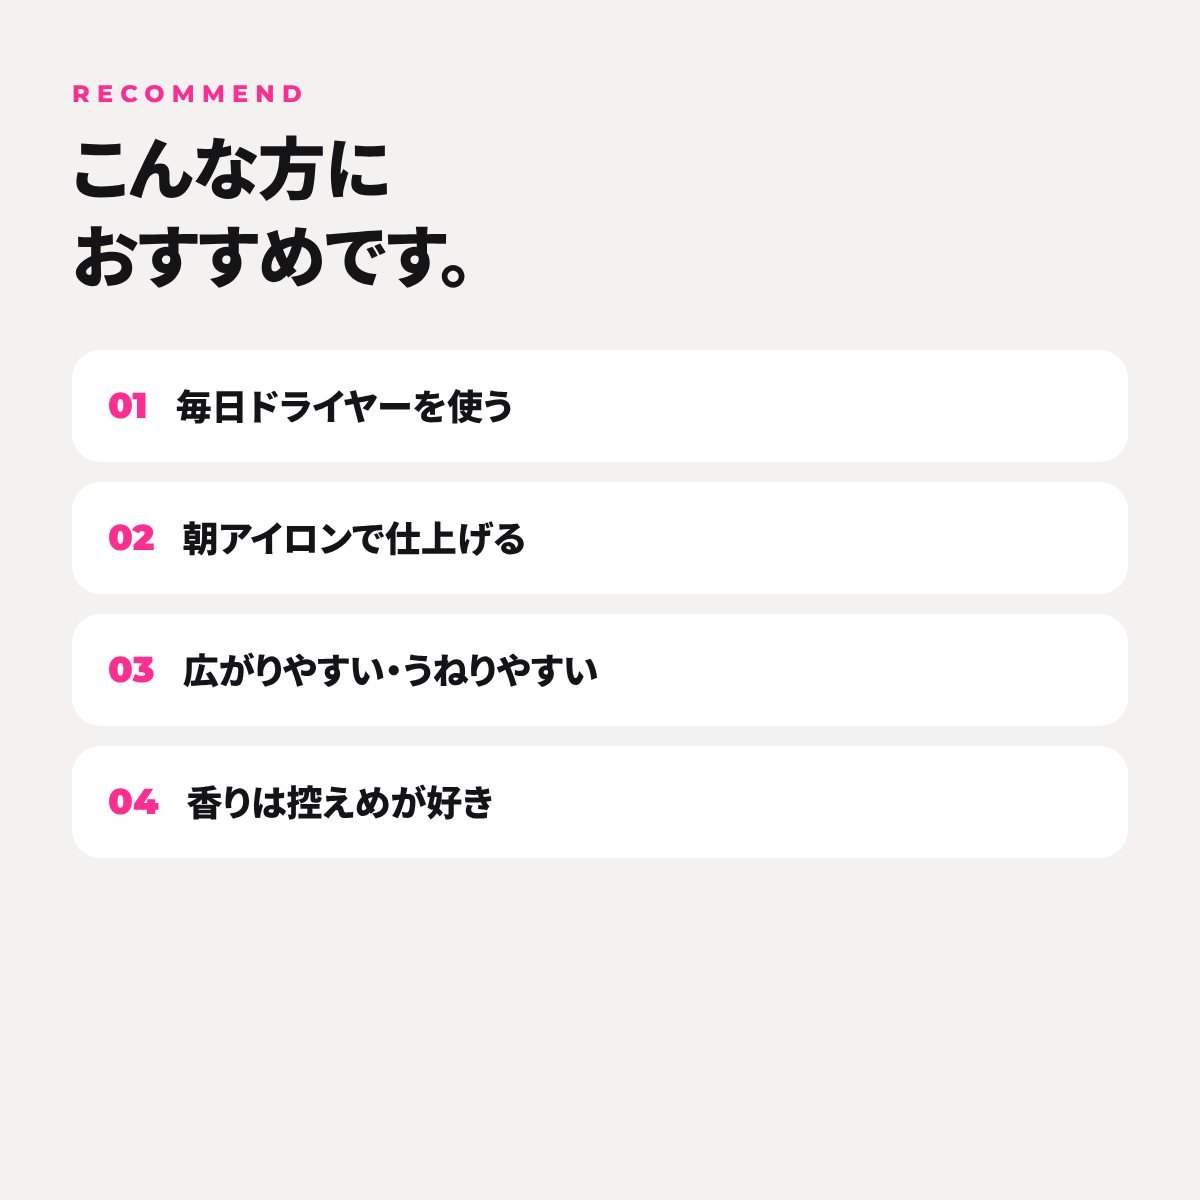 RECOMMEND
こんな方に
おすすめです。
01 毎日ドライヤーを使う
02 朝アイロンで仕上げる
03 広がりやすい・うねりやすい
04 香りは控えめが好き